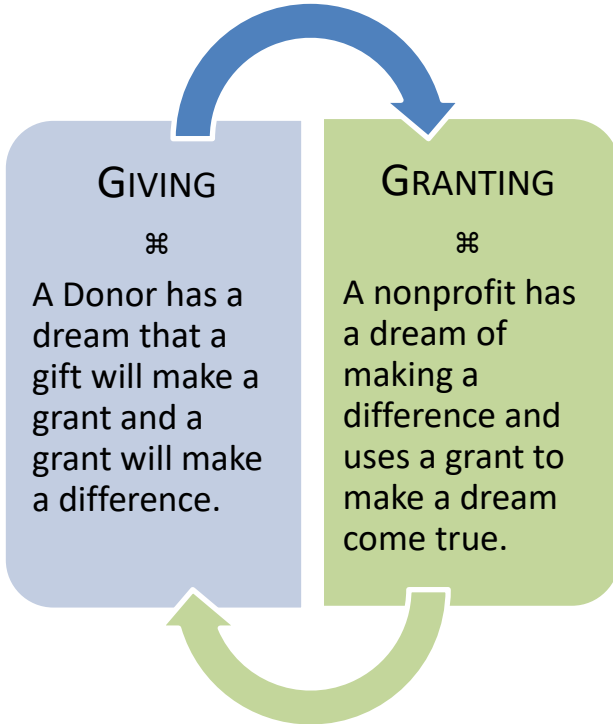 GIVING
⌘
A Donor has a
dream that a
gift will make a
grant and a
grant will make
a difference.
GRANTING
⌘
A nonprofit has
a dream of
making a
difference and
uses a grant to
make a dream
come true.